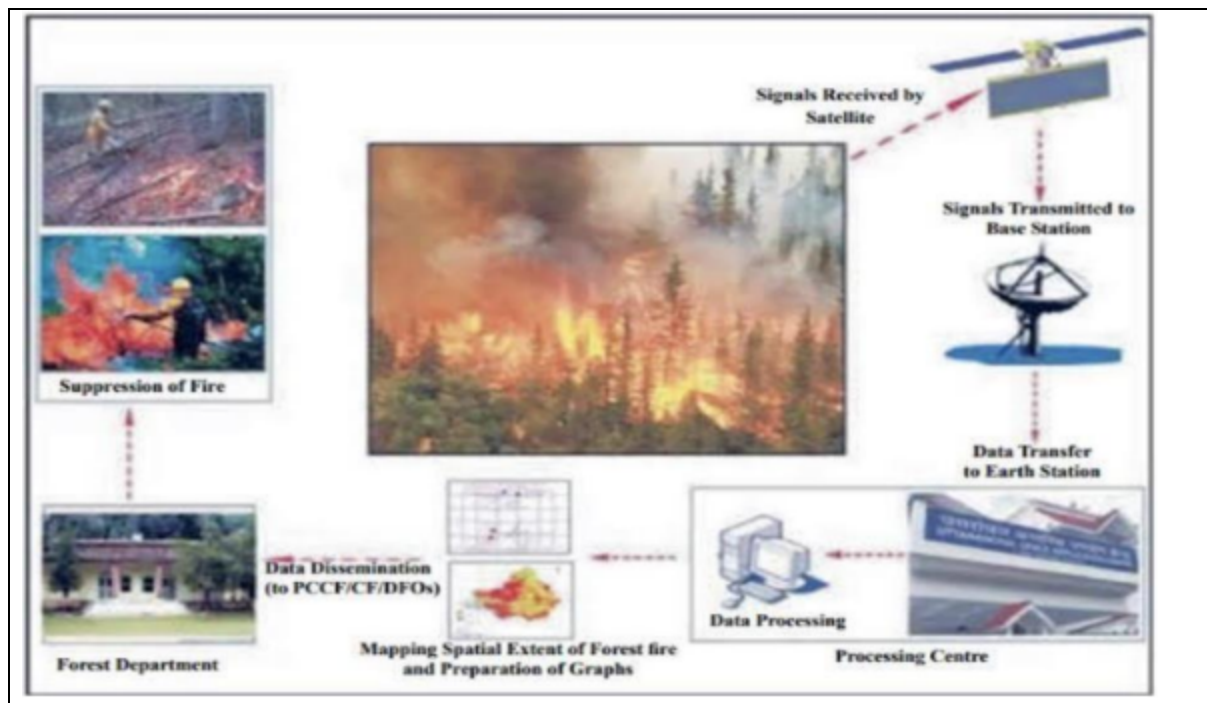 Signals Received by
Satellite
Signals Transmitted to
Base Station
Data Transfer
to Earth Station
Suppression of Fire
Data Dissemination
(to PCCF/CF/DFOs)
Data Processing
Forest Department
Mapping Spatial Extent of Forest fire
and Preparation of Graphs
Processing Centre